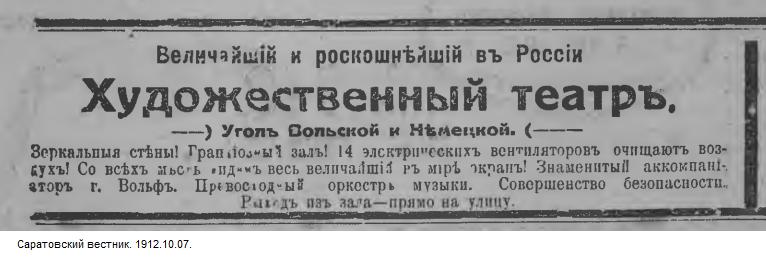 Величайшій и роскошнѣйшій въ Россіи
Художественный театръ.
——) Уголъ Вольской и Нѣмецкой. (——
Зеркальныя стѣны! Грандіозный залъ! 14 электрическихъ вентиляторовъ очищаютъ воз-
духъ! Со всѣхъ мѣстъ виденъ весь величайшій въ мірѣ экранъ! Знаменитый аккомпані-
аторъ г. Вольфъ. Превосходный оркестръ музыки. Совершенство безопасности.
Выходъ изъ зала—прямо на улицу.
Саратовский вестник. 1912.10.07.